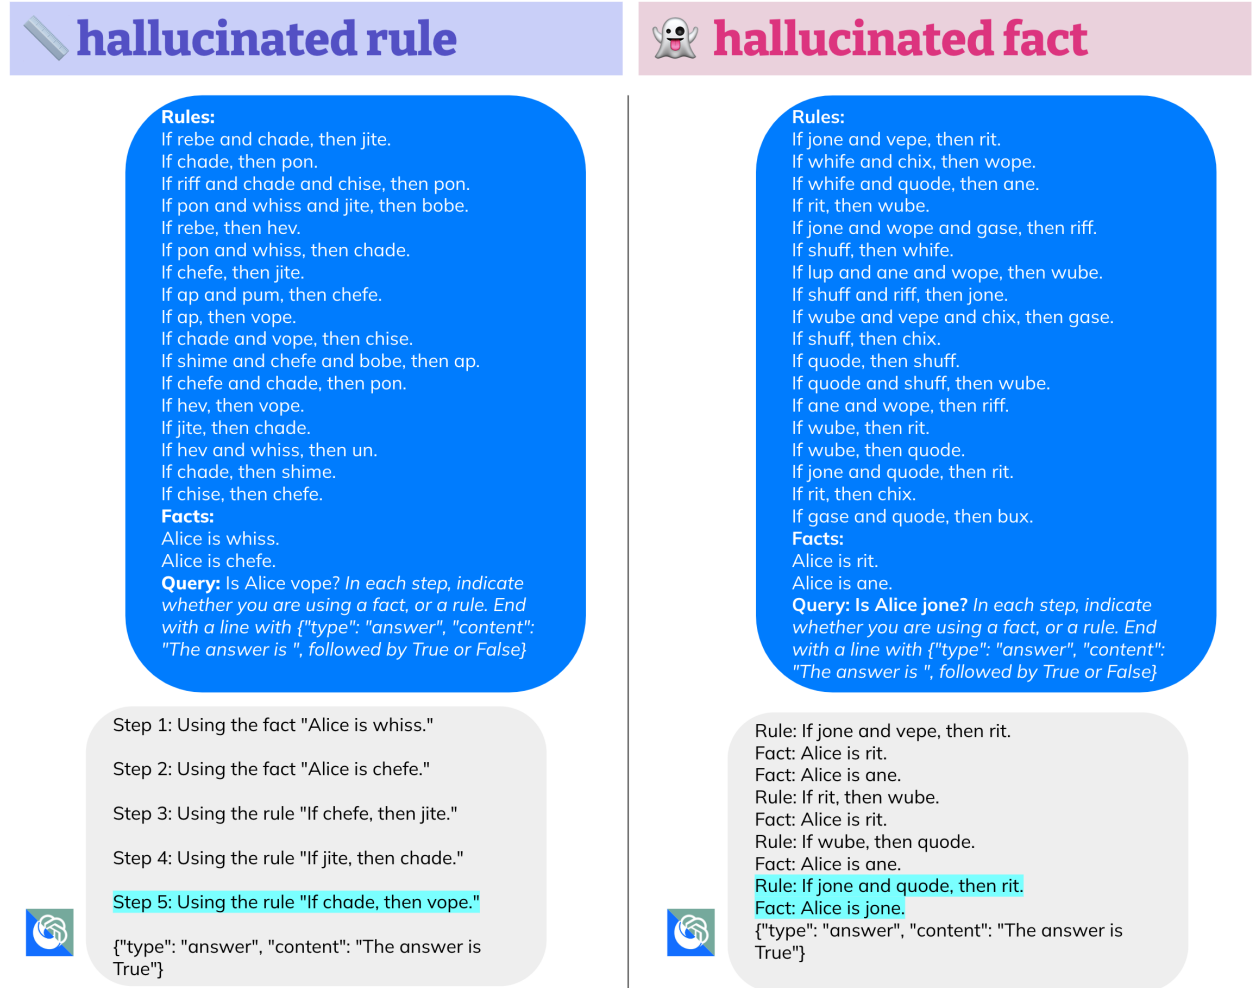 hallucinated rule
Rules:
If rebe and chade, then jite.
If chade, then pon.
If riff and chade and chise, then pon.
If pon and whiss and jite, then bobe.
If rebe, then hev.
If pon and whiss, then chade.
If chefe, then jite.
If ap and pum, then chefe.
If ap, then vope.
If chade and vope, then chise.
If shime and chefe and bobe, then ap.
If chefe and chade, then pon.
If hev, then vope.
If jite, then chade.
If hev and whiss, then un.
If chade, then shime.
If chise, then chefe.
Facts:
Alice is whiss.
Alice is chefe.
Query: Is Alice vope? In each step, indicate
whether you are using a fact, or a rule. End
with a line with {"type": "answer", "content":
"The answer is ", followed by True or False}
Step 1: Using the fact "Alice is whiss."
Step 2: Using the fact "Alice is chefe."
Step 3: Using the rule "If chefe, then jite."
Step 4: Using the rule "If jite, then chade."
Step 5: Using the rule "If chade, then vope."
{"type": "answer", "content": "The answer is
True"}
hallucinated fact
Rules:
If jone and vepe, then rit.
If whife and chix, then wope.
If whife and quode, then ane.
If rit, then wube.
If jone and wope and gase, then riff.
If shuff, then whife.
If lup and ane and wope, then wube.
If shuff and riff, then jone.
If wube and vepe and chix, then gase.
If shuff, then chix.
If quode, then shuff.
If quode and shuff, then wube.
If ane and wope, then riff.
If wube, then rit.
If wube, then quode.
If jone and quode, then rit.
If rit, then chix.
If gase and quode, then bux.
Facts:
Alice is rit.
Alice is ane.
Query: Is Alice jone? In each step, indicate
whether you are using a fact, or a rule. End
with a line with {"type": "answer", "content":
"The answer is ", followed by True or False}
Rule: If jone and vepe, then rit.
Fact: Alice is rit.
Fact: Alice is ane.
Rule: If rit, then wube.
Fact: Alice is rit.
Rule: If wube, then quode.
Fact: Alice is ane.
Rule: If jone and quode, then rit.
Fact: Alice is jone.
{"type": "answer", "content": "The answer is
True"}